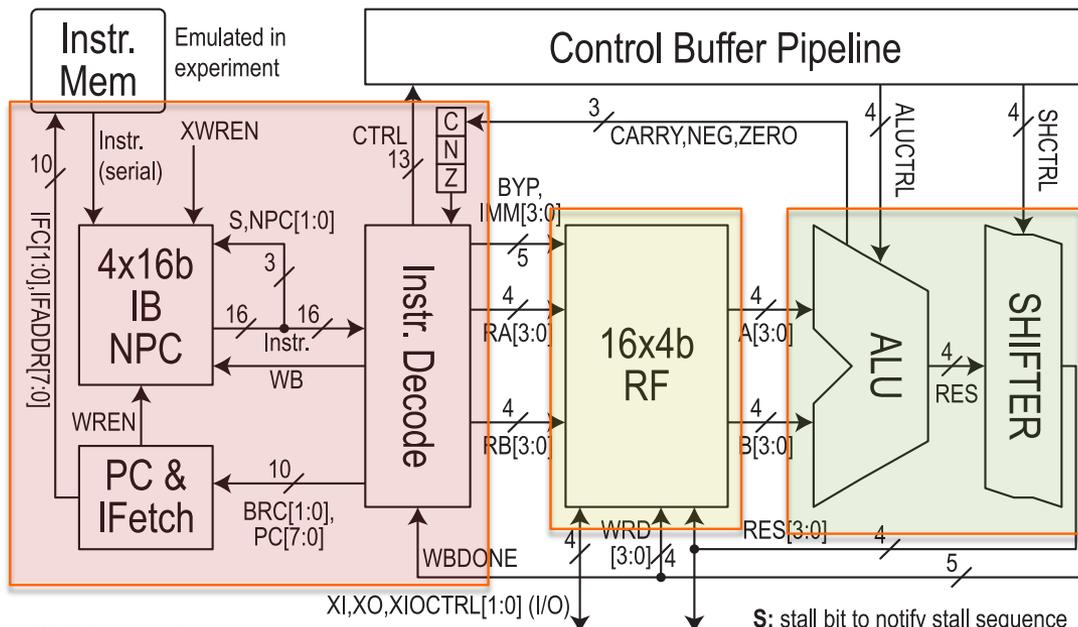 Instr.
Mem
Emulated in
experiment
Control Buffer Pipeline
10
Instr.
(serial)
XWREN
CTRL
13
C
N
Z
3
CARRY,NEG,ZERO
4
ALUCTRL
4
SHCTRL
IFC[1:0],IFADDR[7:0]
S,NPC[1:0]
3
BYP,
IMM[3:0]
5
4x16b
IB
NPC
16
16
Instr.
WB
Instr. Decode
4
RA[3:0]
4
RB[3:0]
16x4b
RF
4
A[3:0]
4
B[3:0]
ALU
4
RES
SHIFTER
WREN
PC &
IFetch
10
BRC[1:0],
PC[7:0]
WBDONE
4
WRD
[3:0]
4
RES[3:0]
4
5
XI,XO,XIOCTRL[1:0] (I/O)
S: stall bit to notify stall sequence